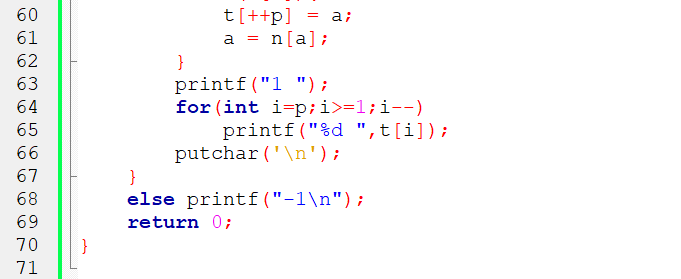 60 t[++p] = a;
61 a = n[a];
62 }
63 printf("1 ");
64 for(int i=p;i>=1;i--)
65 printf("%d ",t[i]);
66 putchar('\n');
67 }
68 else printf("-1\n");
69 return 0;
70 }
71